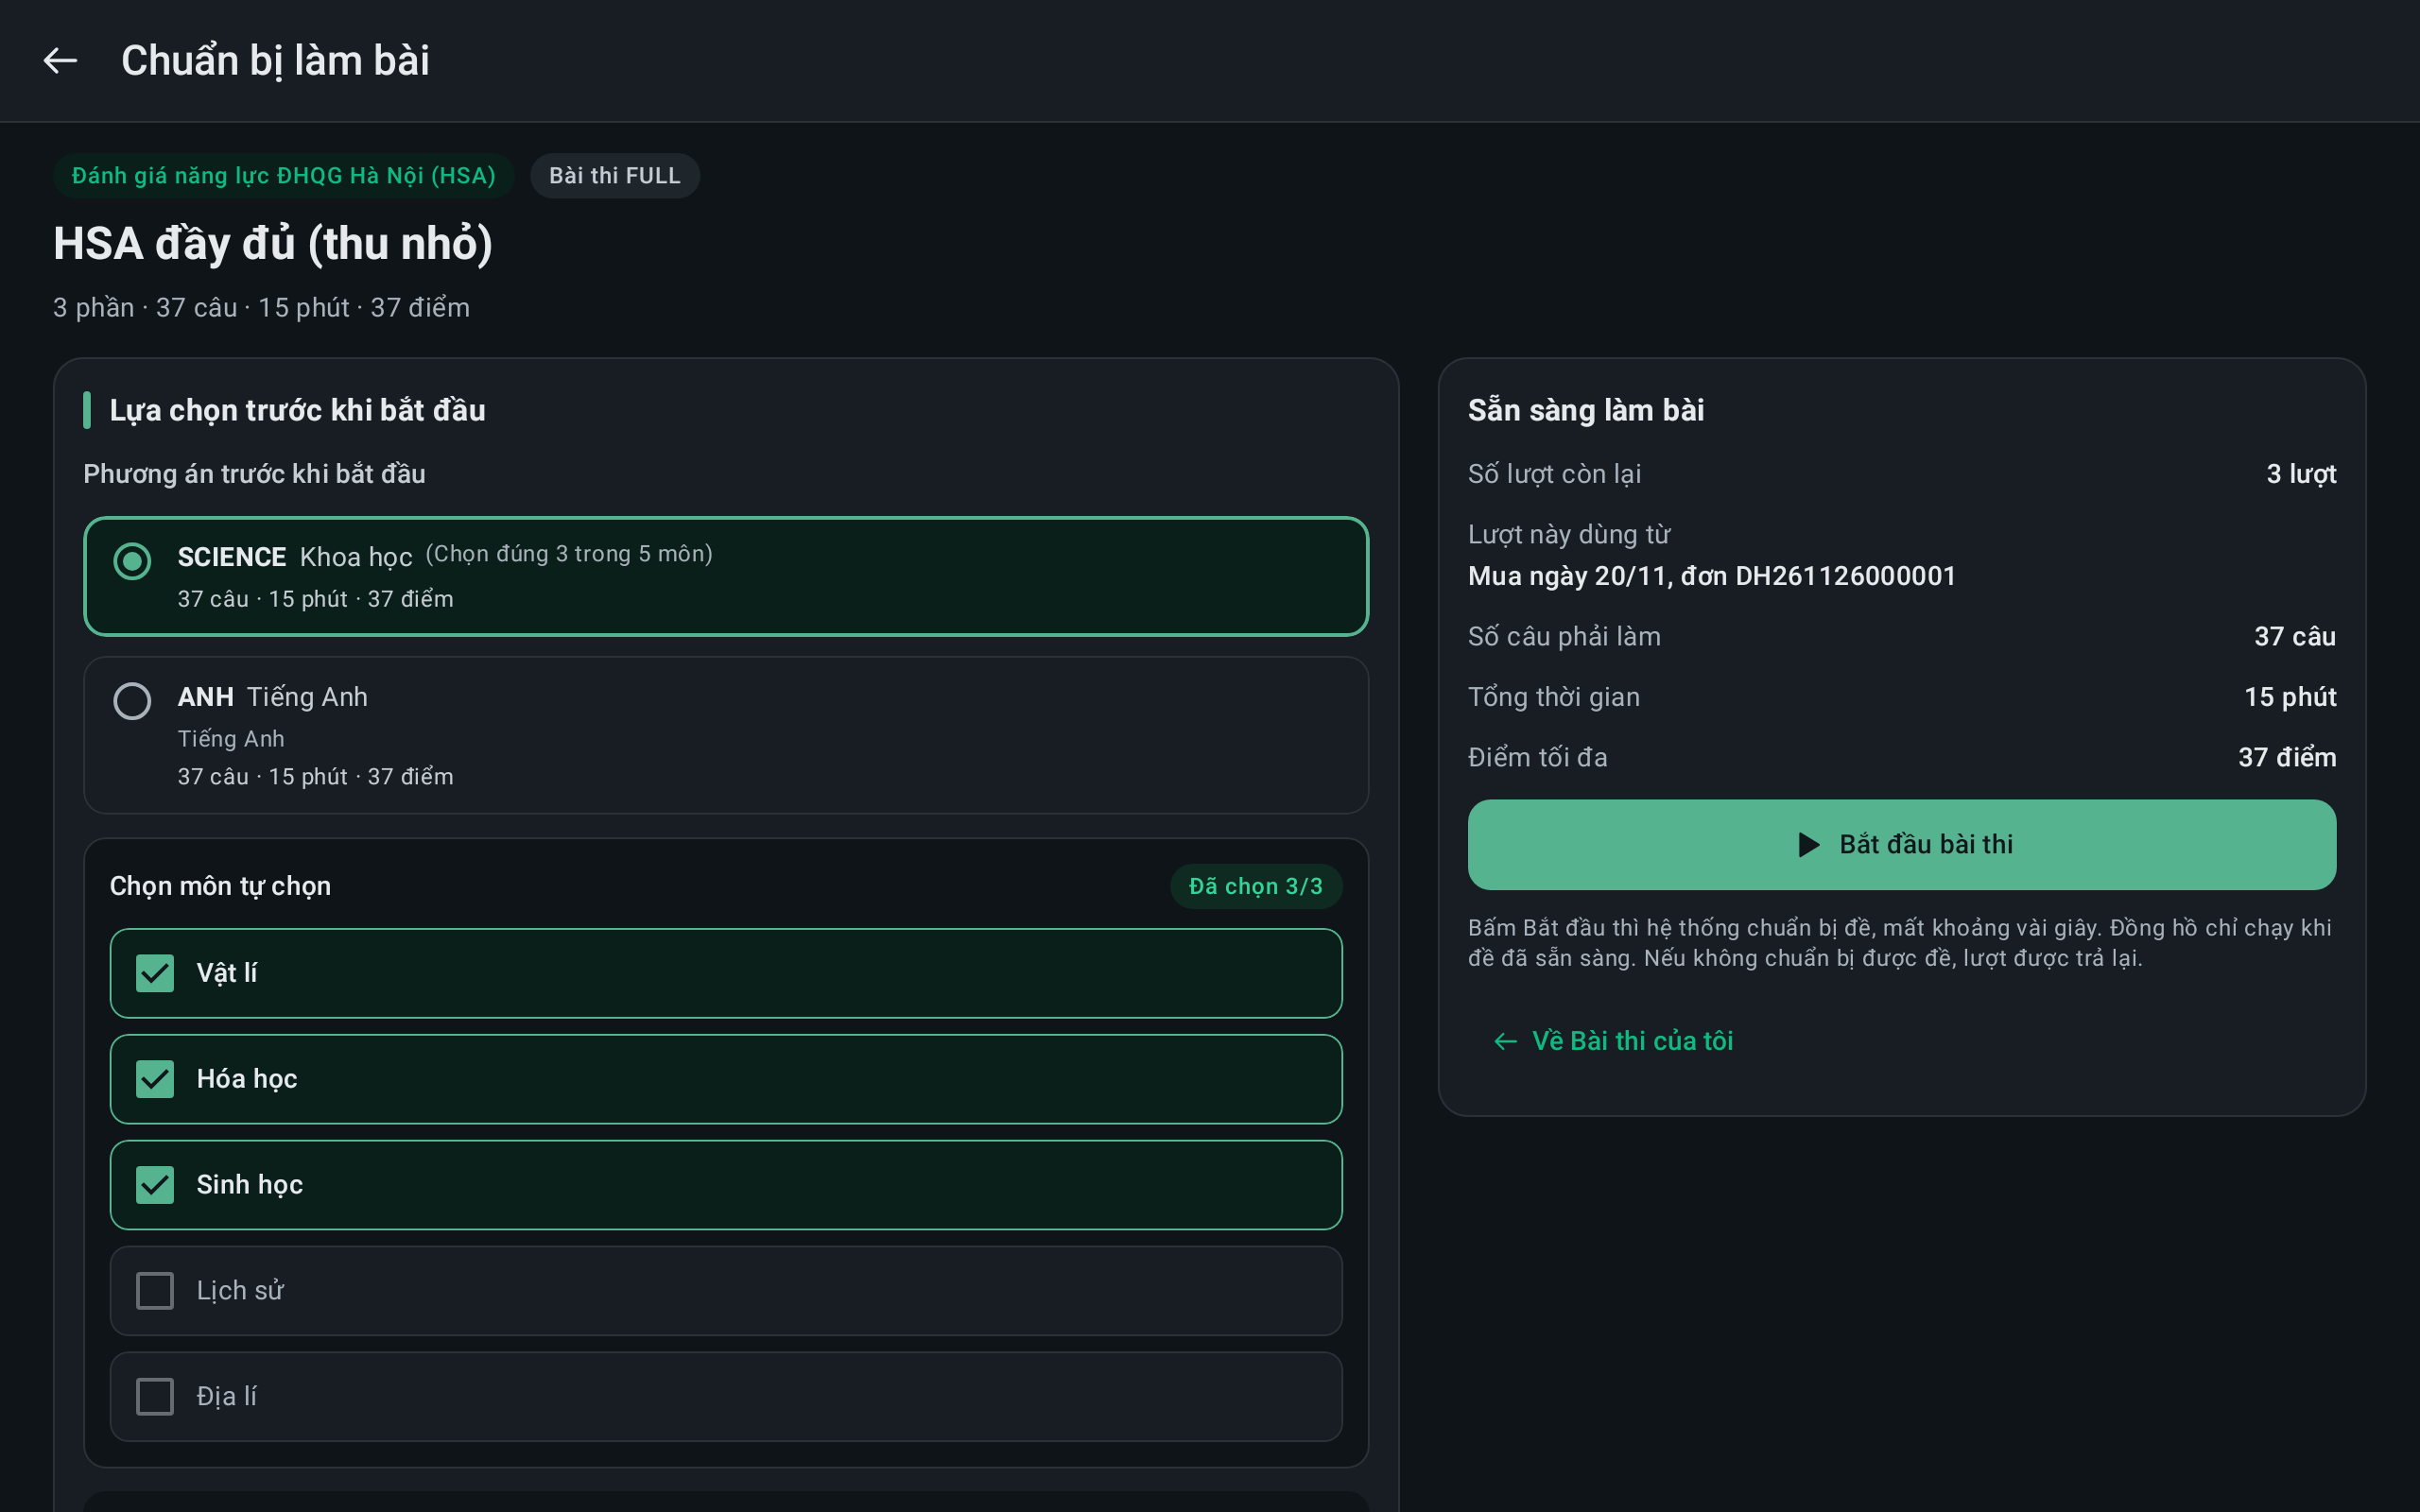 Chuẩn bị làm bài
Đánh giá năng lực ĐHQG Hà Nội (HSA)
Bài thi FULL
HSA đầy đủ (thu nhỏ)
3 phần · 37 câu · 15 phút · 37 điểm
Lựa chọn trước khi bắt đầu
Phương án trước khi bắt đầu
SCIENCE Khoa học (Chọn đúng 3 trong 5 môn)
37 câu · 15 phút · 37 điểm
ANH Tiếng Anh
Tiếng Anh
37 câu · 15 phút · 37 điểm
Chọn môn tự chọn
Đã chọn 3/3
Vật lí
Hóa học
Sinh học
Lịch sử
Địa lí
Sẵn sàng làm bài
Số lượt còn lại
3 lượt
Lượt này dùng từ
Mua ngày 20/11, đơn DH261126000001
Số câu phải làm
37 câu
Tổng thời gian
15 phút
Điểm tối đa
37 điểm
Bắt đầu bài thi
Bấm Bắt đầu thì hệ thống chuẩn bị đề, mất khoảng vài giây. Đồng hồ chỉ chạy khi
đề đã sẵn sàng. Nếu không chuẩn bị được đề, lượt được trả lại.
Về Bài thi của tôi